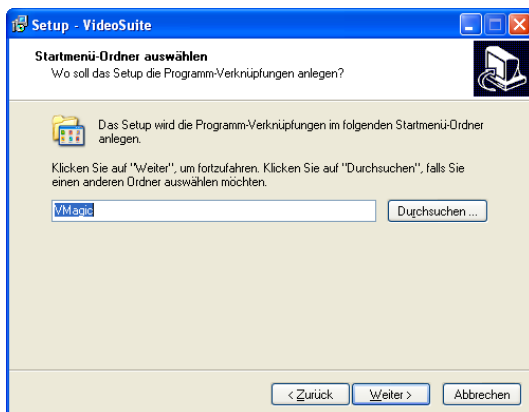 Setup - VideoSuite
Startmenü-Ordner auswählen
Wo soll das Setup die Programm-Verknüpfungen anlegen?
Das Setup wird die Programm-Verknüpfungen im folgenden Startmenü-Ordner
anlegen.
Klicken Sie auf "Weiter", um fortzufahren. Klicken Sie auf "Durchsuchen", falls Sie
einen anderen Ordner auswählen möchten.
VMagic
Durchsuchen ...
< Zurück
Weiter >
Abbrechen